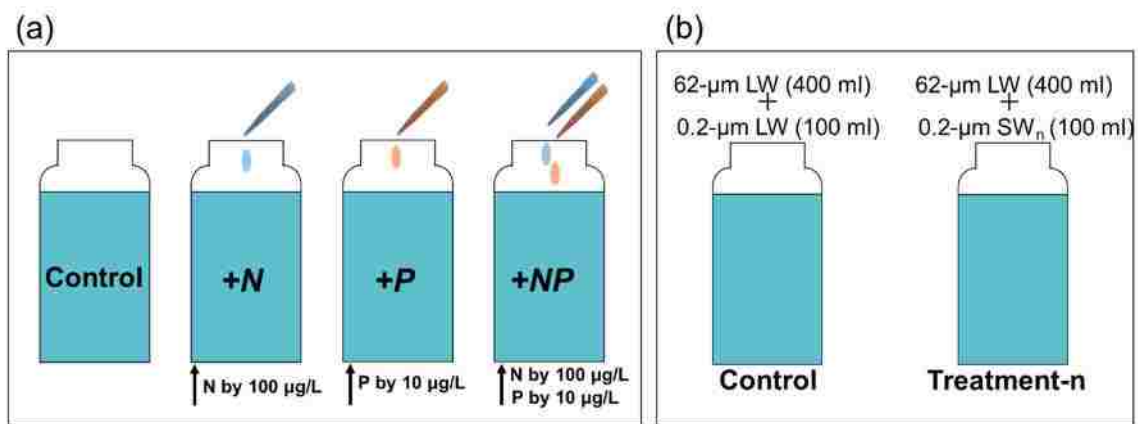 (a)
Control
+N
+P
+NP
N by 100 µg/L
P by 10 µg/L
N by 100 µg/L
P by 10 µg/L
(b)
62-µm LW (400 ml)
+
0.2-µm LW (100 ml)
Control
62-µm LW (400 ml)
+
0.2-µm SWn (100 ml)
Treatment-n